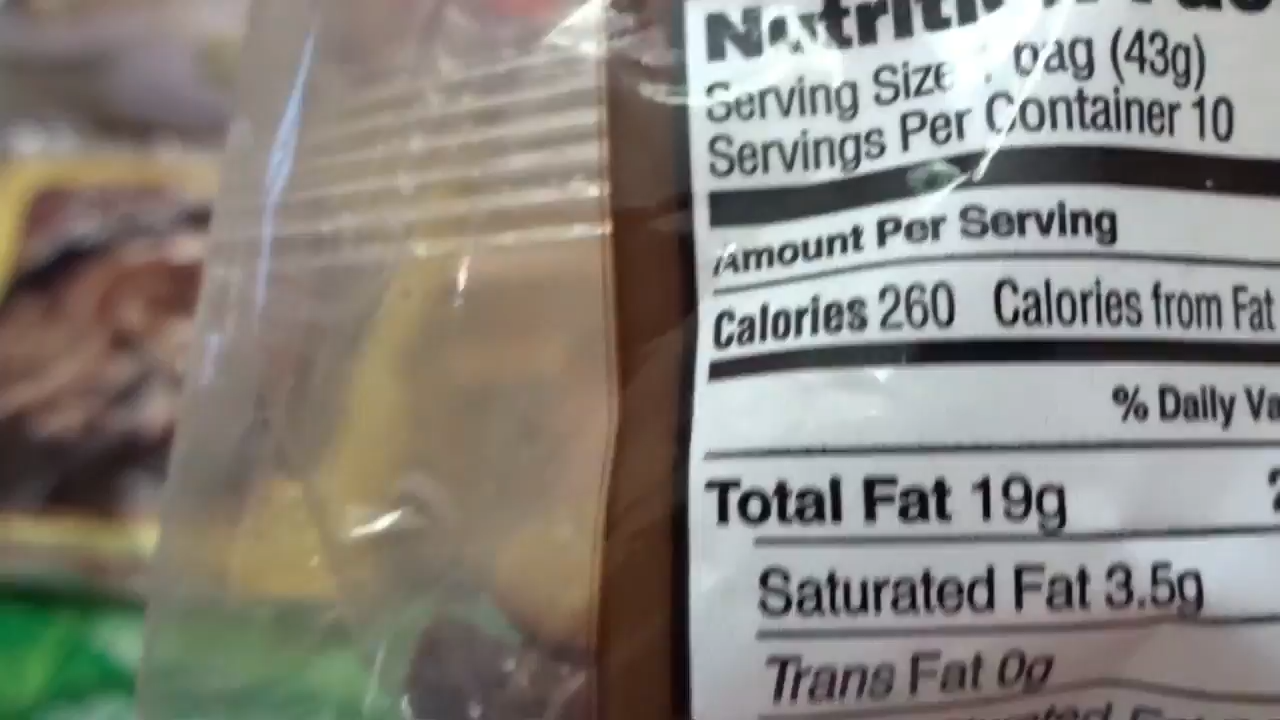 Nutrition
Serving Size bag (43g)
Servings Per Container 10
Amount Per Serving
Calories 260 Calories from Fat
% Daily Va
Total Fat 19g
Saturated Fat 3.5g
Trans Fat 0g